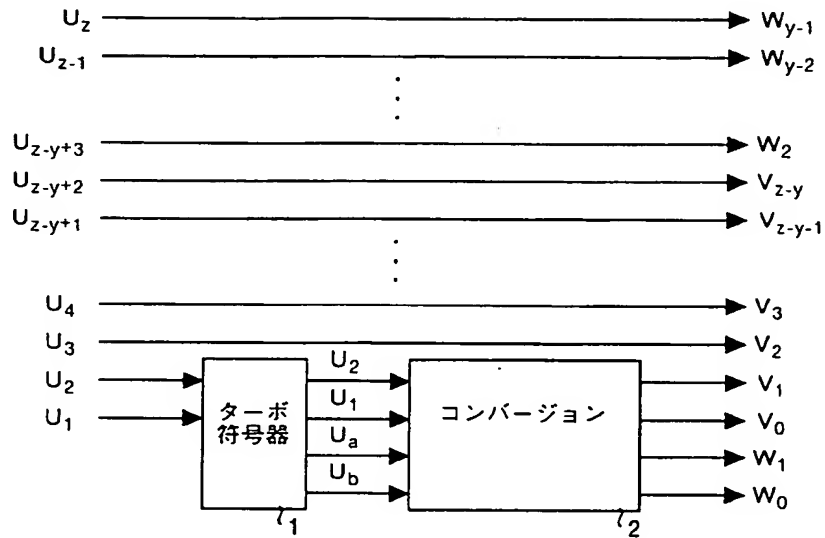 U_z W_{y-1}
U_{z-1} W_{y-2}
U_{z-y+3} W_2
U_{z-y+2} V_{z-y}
U_{z-y+1} V_{z-y-1}
U_4 V_3
U_3 V_2
U_2 U_2 V_1
U_1 ターボ U_1 コンバージョン V_0
符号器 U_a W_1
U_b W_0
1 2